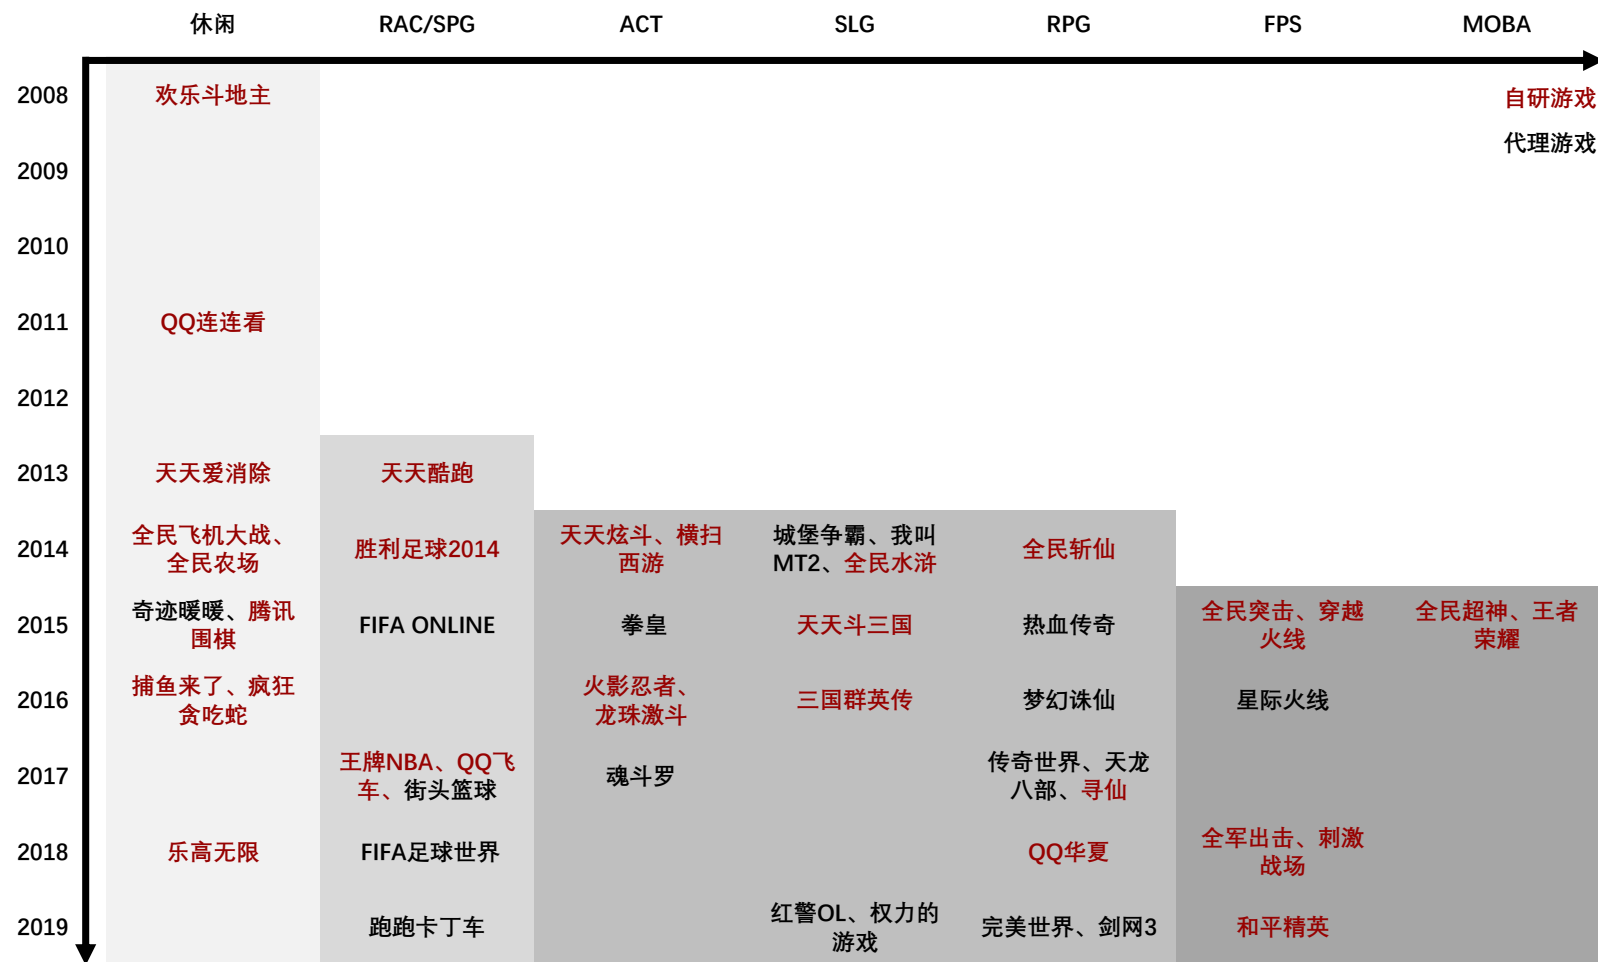 休闲 RAC/SPG ACT SLG RPG FPS MOBA
2008 欢乐斗地主 自研游戏
代理游戏
2009
2010
2011 QQ连连看
2012
2013 天天爱消除 天天酷跑
2014 全民飞机大战、 胜利足球2014 天天炫斗、横扫 城堡争霸、我叫 全民斩仙
全民农场 西游 MT2、全民水浒
2015 奇迹暖暖、腾讯 FIFA ONLINE 拳皇 天天斗三国 热血传奇 全民突击、穿越 全民超神、王者
围棋 火线 荣耀
2016 捕鱼来了、疯狂 火影忍者、 三国群英传 梦幻诛仙 星际火线
贪吃蛇 龙珠激斗
2017 王牌NBA、QQ飞 魂斗罗 传奇世界、天龙
车、街头篮球 八部、寻仙
2018 乐高无限 FIFA足球世界 QQ华夏 全军出击、刺激
战场
2019 跑跑卡丁车 红警OL、权力的 完美世界、剑网3 和平精英
游戏